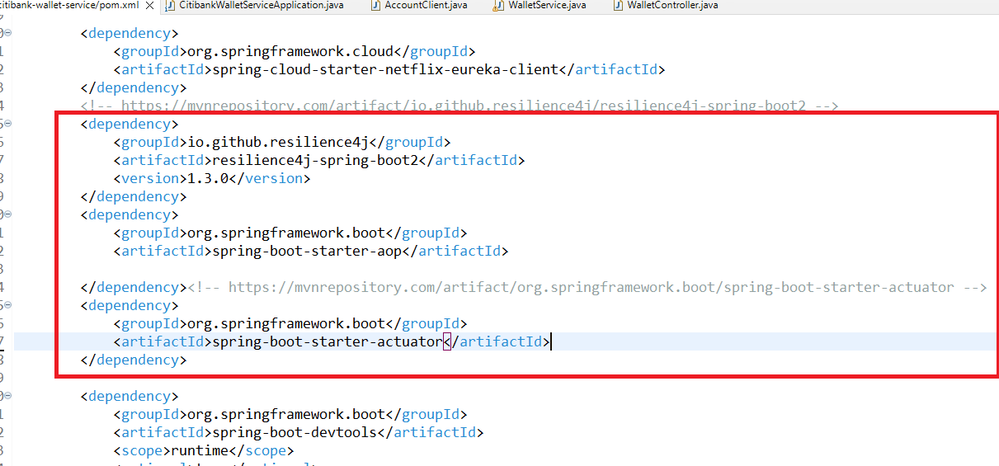 citibank-wallet-service/pom.xml CitibankWalletServiceApplication.java AccountClient.java WalletService.java WalletController.java
<dependency>
<groupId>org.springframework.cloud</groupId>
<artifactId>spring-cloud-starter-netflix-eureka-client</artifactId>
</dependency>
<!-- https://mvnrepository.com/artifact/io.github.resilience4j/resilience4j-spring-boot2 -->
<dependency>
<groupId>io.github.resilience4j</groupId>
<artifactId>resilience4j-spring-boot2</artifactId>
<version>1.3.0</version>
</dependency>
<dependency>
<groupId>org.springframework.boot</groupId>
<artifactId>spring-boot-starter-aop</artifactId>
</dependency><!-- https://mvnrepository.com/artifact/org.springframework.boot/spring-boot-starter-actuator -->
<dependency>
<groupId>org.springframework.boot</groupId>
<artifactId>spring-boot-starter-actuator</artifactId>
</dependency>
<dependency>
<groupId>org.springframework.boot</groupId>
<artifactId>spring-boot-devtools</artifactId>
<scope>runtime</scope>